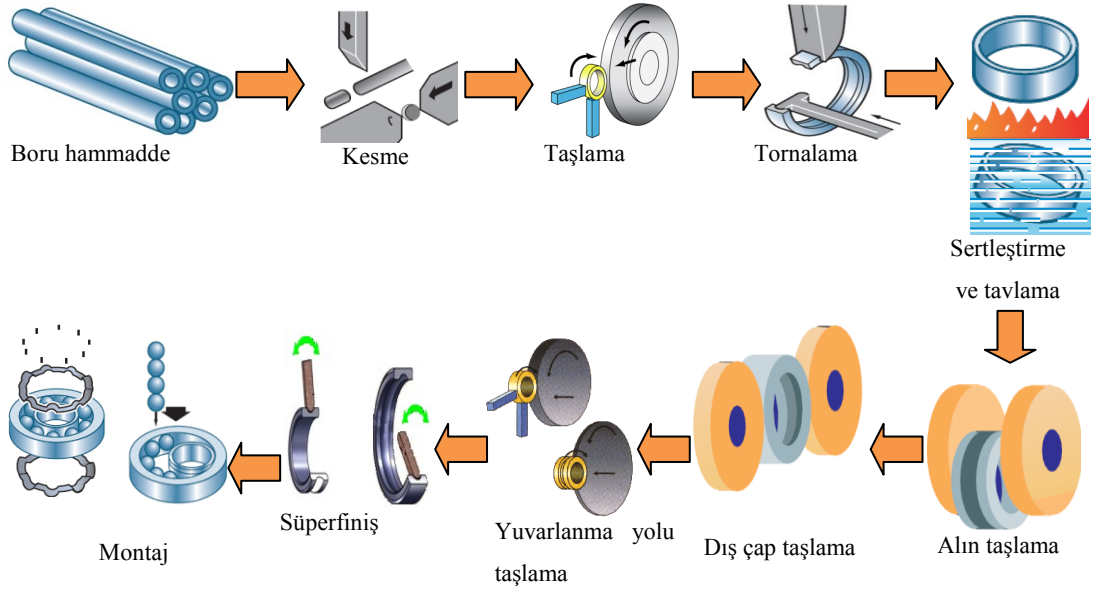 Boru hammadde
Kesme
Taşlama
Tornalama
Sertleştirme
ve tavlama
Alın taşlama
Dış çap taşlama
Yuvarlanma yolu
taşlama
Süperfiniş
Montaj